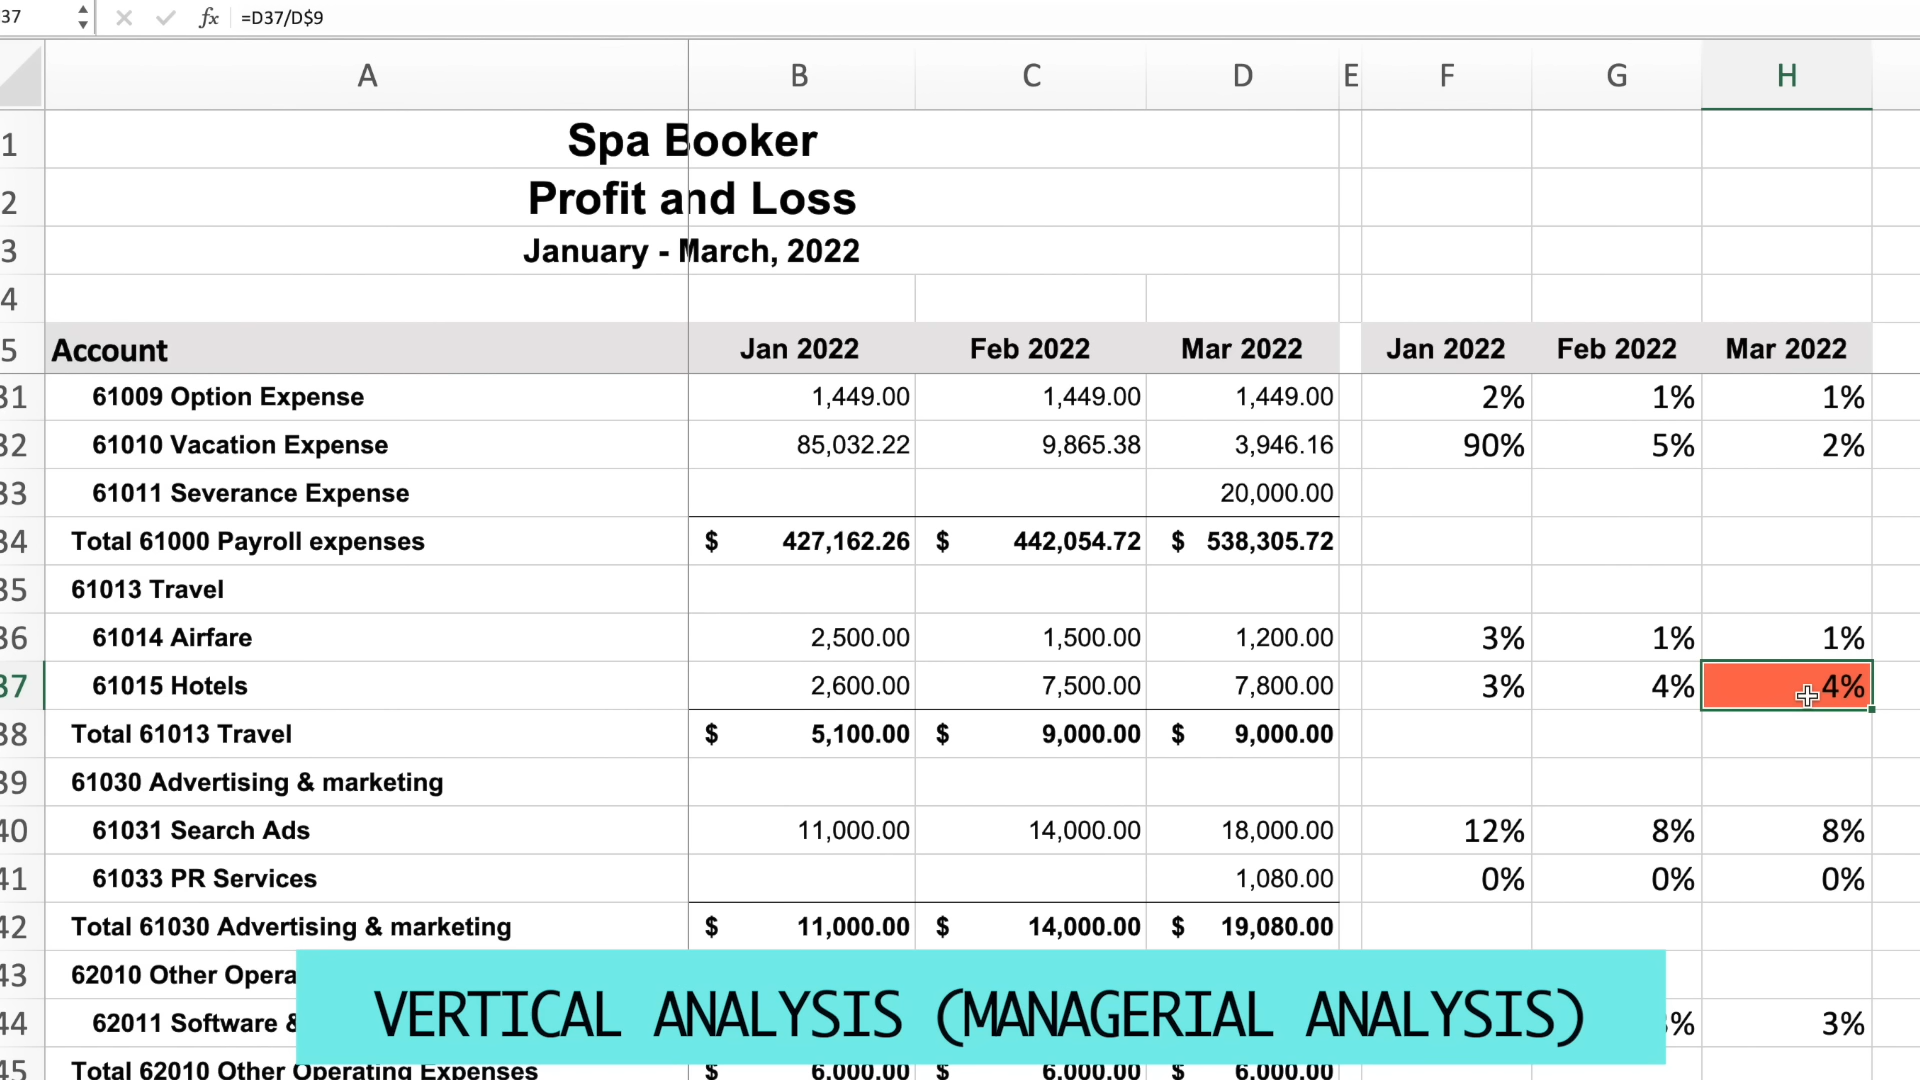 37 fx =D37/D$9
A B C D E F G H
1 Spa Booker
2 Profit and Loss
3 January - March, 2022
4
5 Account Jan 2022 Feb 2022 Mar 2022 Jan 2022 Feb 2022 Mar 2022
31 61009 Option Expense 1,449.00 1,449.00 1,449.00 2% 1% 1%
32 61010 Vacation Expense 85,032.22 9,865.38 3,946.16 90% 5% 2%
33 61011 Severance Expense 20,000.00
34 Total 61000 Payroll expenses $ 427,162.26 $ 442,054.72 $ 538,305.72
35 61013 Travel
36 61014 Airfare 2,500.00 1,500.00 1,200.00 3% 1% 1%
37 61015 Hotels 2,600.00 7,500.00 7,800.00 3% 4% 4%
38 Total 61013 Travel $ 5,100.00 $ 9,000.00 $ 9,000.00
39 61030 Advertising & marketing
40 61031 Search Ads 11,000.00 14,000.00 18,000.00 12% 8% 8%
41 61033 PR Services 1,080.00 0% 0% 0%
42 Total 61030 Advertising & marketing $ 11,000.00 $ 14,000.00 $ 19,080.00
43 62010 Other Opera
44 62011 Software & % 3%
VERTICAL ANALYSIS (MANAGERIAL ANALYSIS)
45 Total 62010 Other Operating Expenses $ 6,000.00 $ 6,000.00 $ 6,000.00